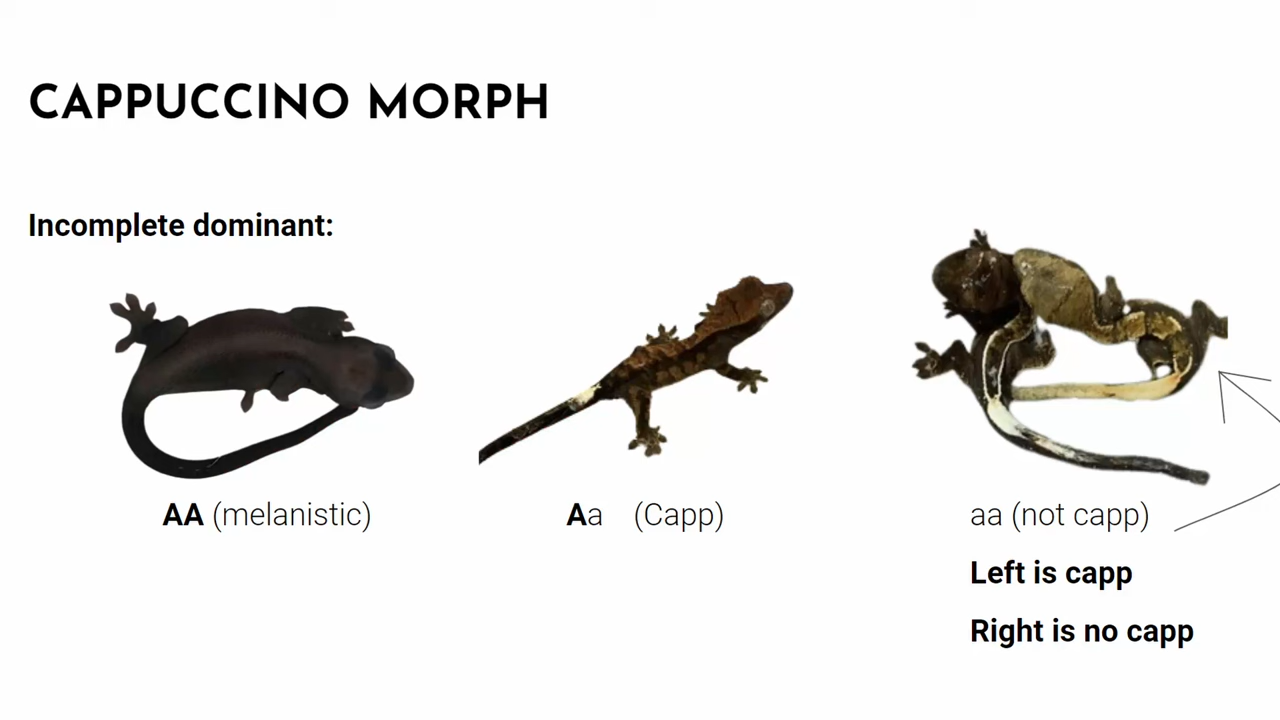 CAPPUCCINO MORPH
Incomplete dominant:
AA (melanistic)
Aa (Capp)
aa (not capp)
Left is capp
Right is no capp